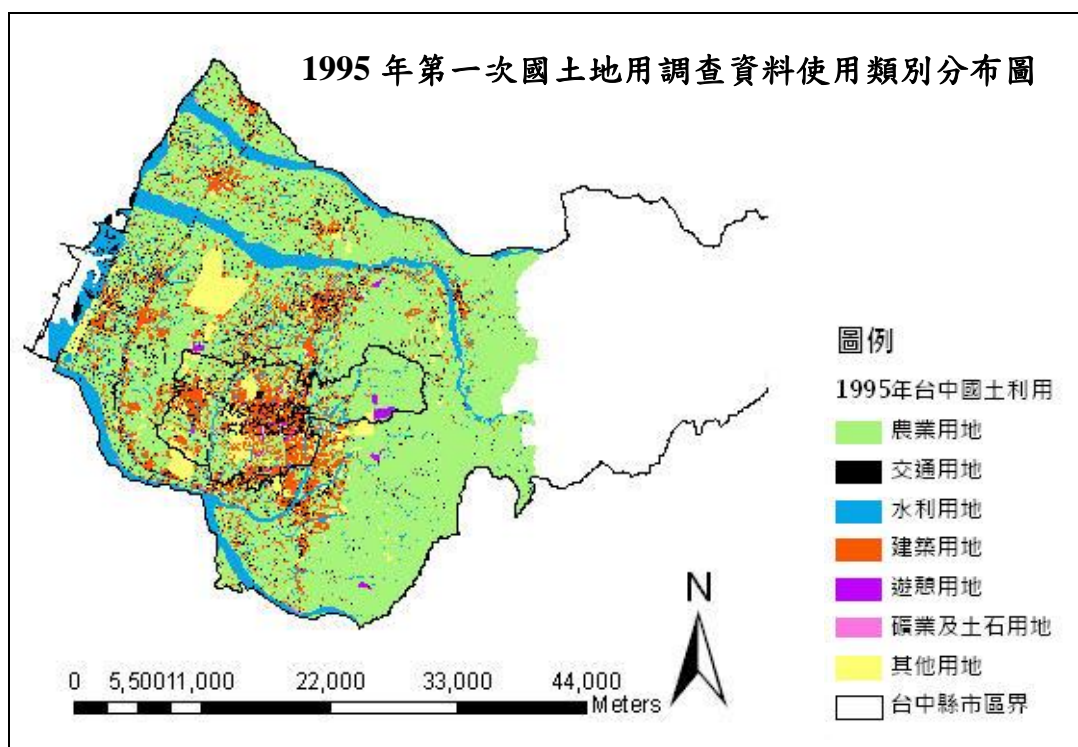 1995 年第一次國土地用調查資料使用類別分布圖
圖例
1995年台中國土利用
農業用地
交通用地
水利用地
建築用地
遊憩用地
礦業及土石用地
其他用地
台中縣市區界
N
0 5,50011,000 22,000 33,000 44,000
Meters